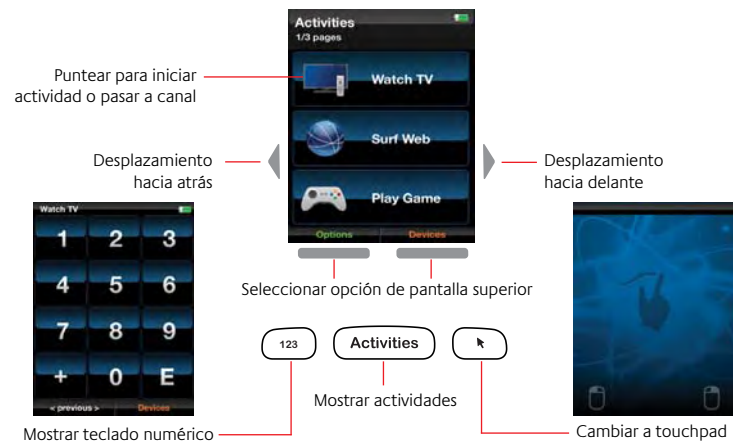 Activities
1/3 pages
Puntear para iniciar
actividad o pasar a canal
Watch TV
Surf Web
Desplazamiento
hacia atrás
Desplazamiento
hacia delante
Play Game
Options
Devices
Watch TV
1 2 3
4 5 6
7 8 9
+ 0 E
< previous >
Devices
Seleccionar opción de pantalla superior
123
Activities
Mostrar actividades
Mostrar teclado numérico
Cambiar a touchpad